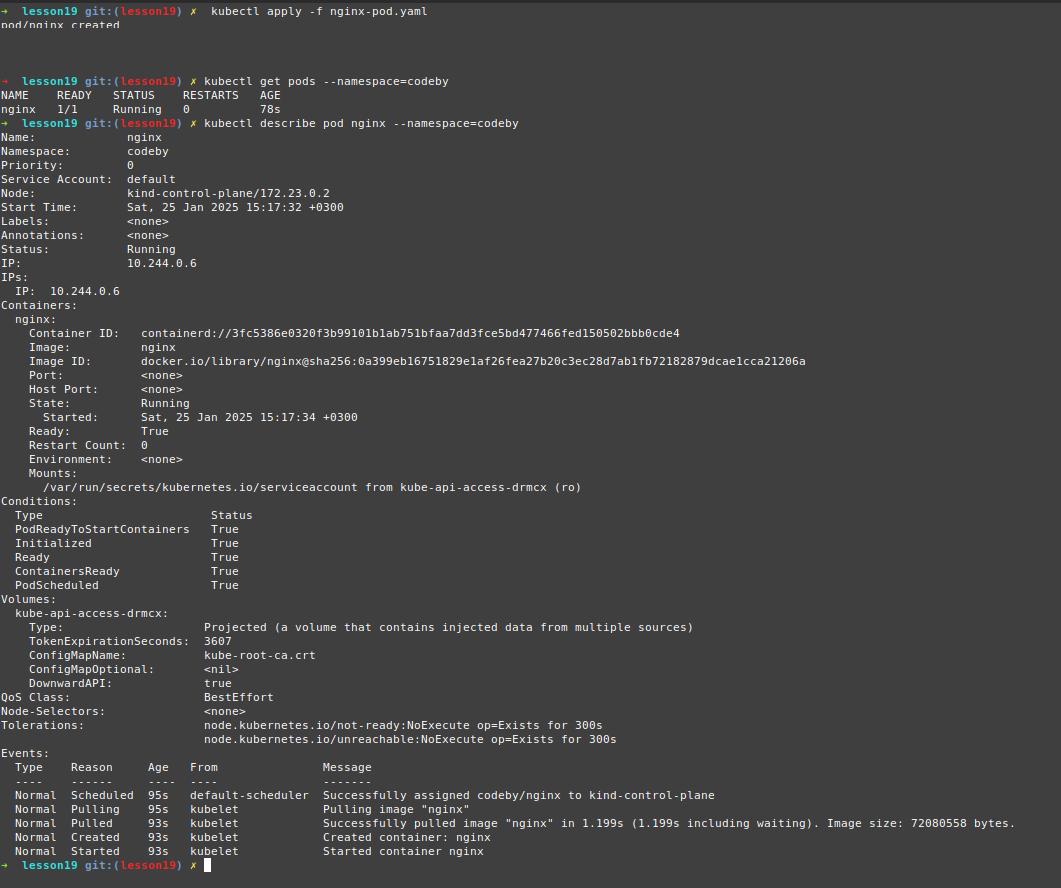 ➜  lesson19 git:(lesson19) ✗  kubectl apply -f nginx-pod.yaml
pod/nginx created
➜  lesson19 git:(lesson19) ✗ kubectl get pods --namespace=codeby
NAME    READY   STATUS    RESTARTS   AGE
nginx   1/1     Running   0          78s
➜  lesson19 git:(lesson19) ✗ kubectl describe pod nginx --namespace=codeby
Name:             nginx
Namespace:        codeby
Priority:         0
Service Account:  default
Node:             kind-control-plane/172.23.0.2
Start Time:       Sat, 25 Jan 2025 15:17:32 +0300
Labels:           <none>
Annotations:      <none>
Status:           Running
IP:               10.244.0.6
IPs:
  IP:  10.244.0.6
Containers:
  nginx:
    Container ID:   containerd://3fc5386e0320f3b99101b1ab751bfaa7dd3fce5bd477466fed150502bbb0cde4
    Image:          nginx
    Image ID:       docker.io/library/nginx@sha256:0a399eb16751829e1af26fea27b20c3ec28d7ab1fb72182879dcae1cca21206a
    Port:           <none>
    Host Port:      <none>
    State:          Running
      Started:      Sat, 25 Jan 2025 15:17:34 +0300
    Ready:          True
    Restart Count:  0
    Environment:    <none>
    Mounts:
      /var/run/secrets/kubernetes.io/serviceaccount from kube-api-access-drmcx (ro)
Conditions:
  Type                        Status
  PodReadyToStartContainers   True
  Initialized                 True
  Ready                       True
  ContainersReady             True
  PodScheduled                True
Volumes:
  kube-api-access-drmcx:
    Type:                    Projected (a volume that contains injected data from multiple sources)
    TokenExpirationSeconds:  3607
    ConfigMapName:           kube-root-ca.crt
    ConfigMapOptional:       <nil>
    DownwardAPI:             true
QoS Class:                   BestEffort
Node-Selectors:              <none>
Tolerations:                 node.kubernetes.io/not-ready:NoExecute op=Exists for 300s
                             node.kubernetes.io/unreachable:NoExecute op=Exists for 300s
Events:
  Type    Reason     Age   From               Message
  ----    ------     ----  ----               -------
  Normal  Scheduled  95s   default-scheduler  Successfully assigned codeby/nginx to kind-control-plane
  Normal  Pulling    95s   kubelet            Pulling image "nginx"
  Normal  Pulled     93s   kubelet            Successfully pulled image "nginx" in 1.199s (1.199s including waiting). Image size: 72080558 bytes.
  Normal  Created    93s   kubelet            Created container: nginx
  Normal  Started    93s   kubelet            Started container nginx
➜  lesson19 git:(lesson19) ✗